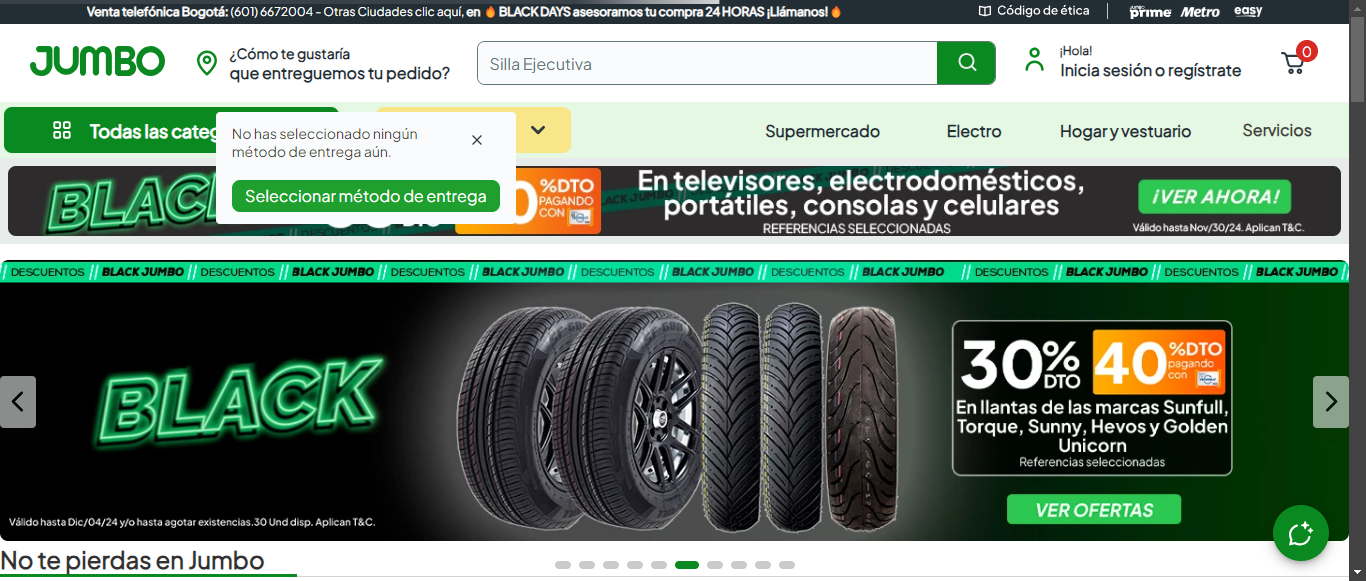 Venta telefónica Bogotá: (601) 6672004 - Otras Ciudades clic aquí, en 🔥 BLACK DAYS asesoramos tu compra 24 HORAS ¡Llámanos! 🔥
Código de ética
prime
Metro
easy
JUMBO
¿Cómo te gustaría
que entreguemos tu pedido?
Silla Ejecutiva
¡Hola!
Inicia sesión o regístrate
0
Todas las categ
No has seleccionado ningún
método de entrega aún.
Seleccionar método de entrega
Supermercado
Electro
Hogar y vestuario
Servicios
BLACK
%DTO
PAGANDO
CON
En televisores, electrodomésticos,
portátiles, consolas y celulares
REFERENCIAS SELECCIONADAS
¡VER AHORA!
Válido hasta Nov/30/24. Aplican T&C.
// DESCUENTOS // BLACK JUMBO // DESCUENTOS // BLACK JUMBO // DESCUENTOS // BLACK JUMBO // DESCUENTOS // BLACK JUMBO // DESCUENTOS // BLACK JUMBO // DESCUENTOS // BLACK JUMBO // DESCUENTOS // BLACK JUMBO //
BLACK
30% DTO
40 %DTO
pagando
con
En llantas de las marcas Sunfull,
Torque, Sunny, Hevos y Golden
Unicorn
Referencias seleccionadas
VER OFERTAS
Válido hasta Dic/04/24 y/o hasta agotar existencias.30 Und disp. Aplican T&C.
No te pierdas en Jumbo